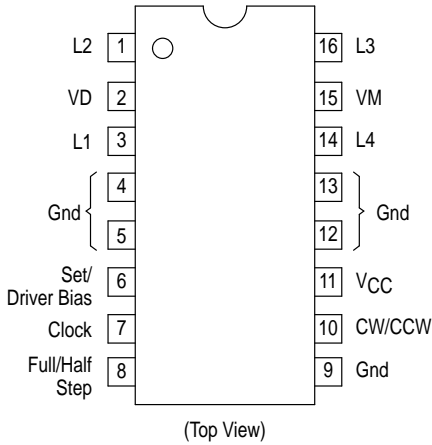 L2 1 16 L3
VD 2 15 VM
L1 3 14 L4
4 13
Gnd Gnd
5 12
Set/
Driver Bias 6 11 VCC
Clock 7 10 CW/CCW
Full/Half
Step 8 9 Gnd
(Top View)